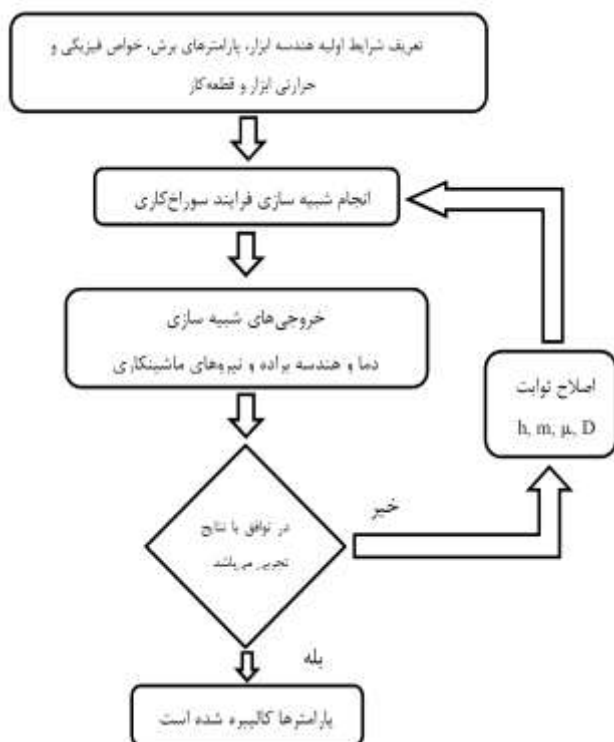 تعریف شرایط اولیه هندسه ابزار، پارامترهای برش، خواص فیزیکی و
حرارتی ابزار و قطعه‌کار
انجام شبیه سازی فرایند سوراخ‌کاری
خروجی‌های شبیه سازی
دما و هندسه براده و نیروهای ماشینکاری
اصلاح ثوابت
h, m, μ, D
در توافق با نتایج
تجربی می‌باشد
خیر
بله
پارامترها کالیبره شده است